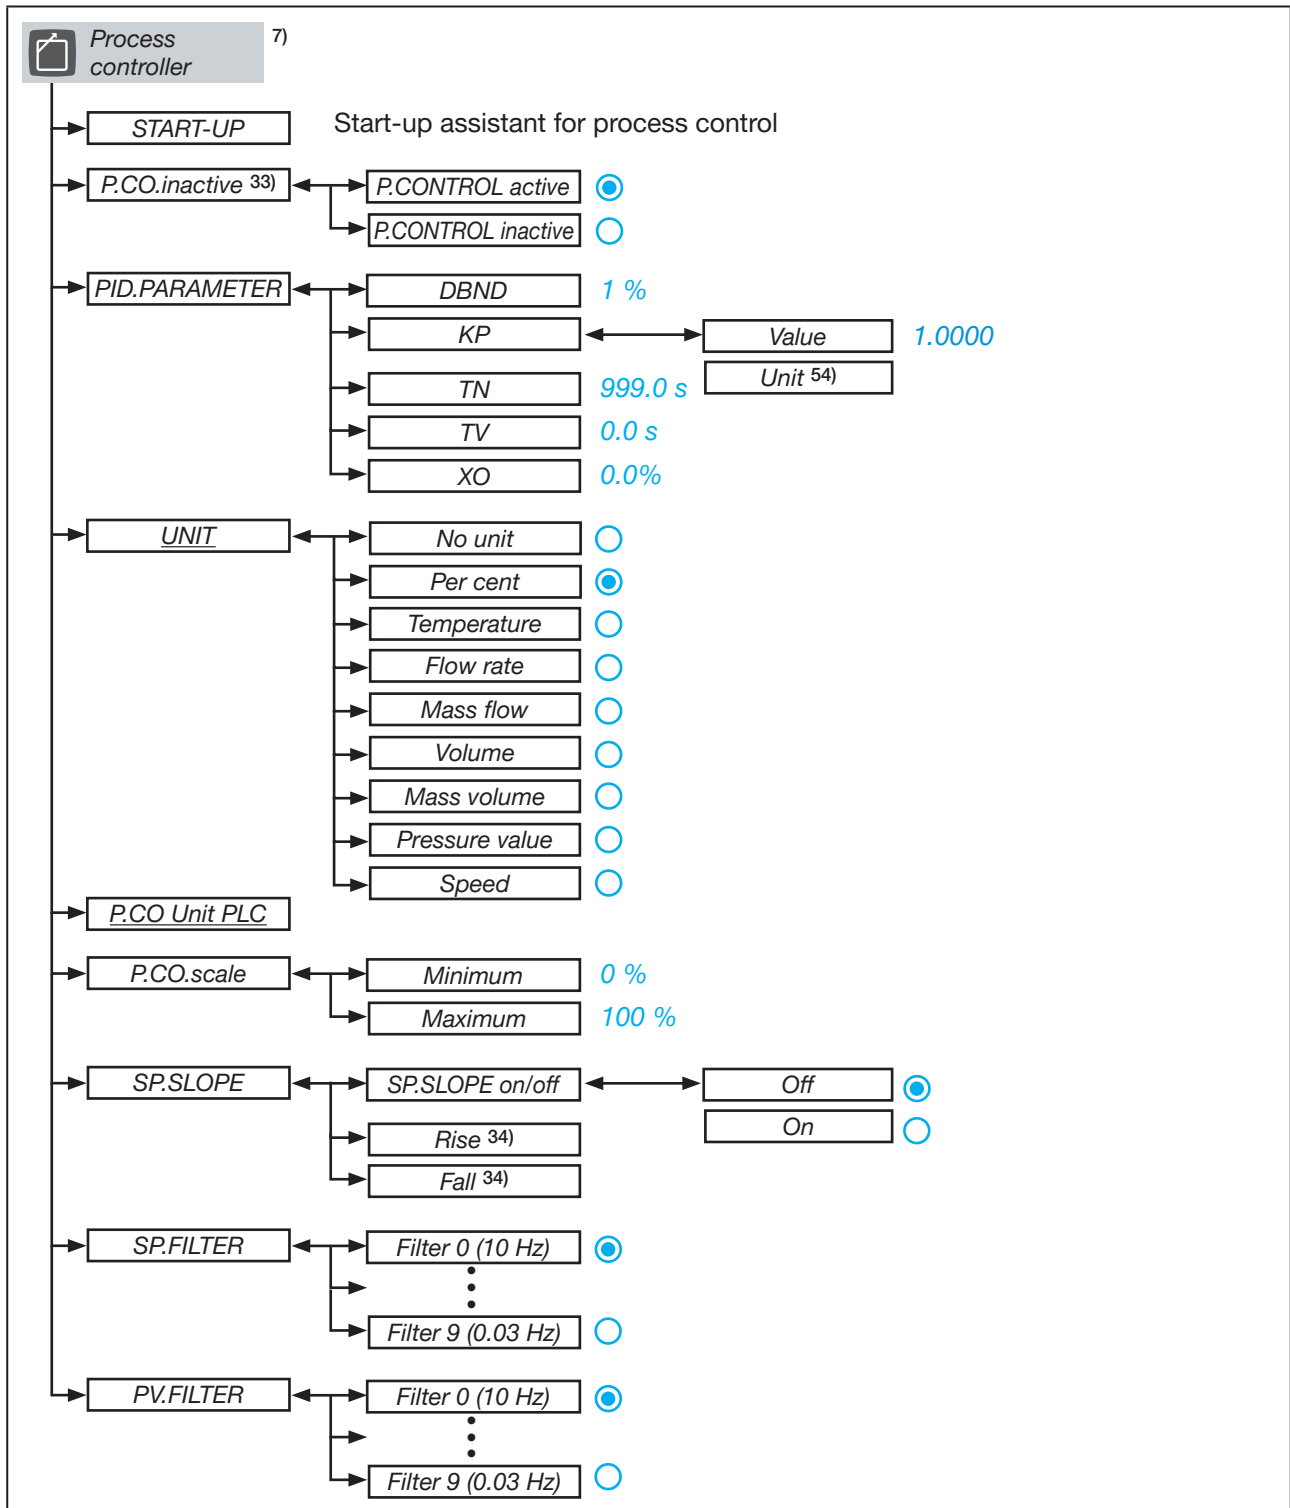 Process 7)
controller
START-UP Start-up assistant for process control
P.CO.inactive 33) P.CONTROL active
P.CONTROL inactive
PID.PARAMETER DBND 1 %
KP Value 1.0000
Unit 54)
TN 999.0 s
TV 0.0 s
XO 0.0%
UNIT No unit
Per cent
Temperature
Flow rate
Mass flow
Volume
Mass volume
Pressure value
Speed
P.CO Unit PLC
P.CO.scale Minimum 0 %
Maximum 100 %
SP.SLOPE SP.SLOPE on/off Off
On
Rise 34)
Fall 34)
SP.FILTER Filter 0 (10 Hz)
Filter 9 (0.03 Hz)
PV.FILTER Filter 0 (10 Hz)
Filter 9 (0.03 Hz)